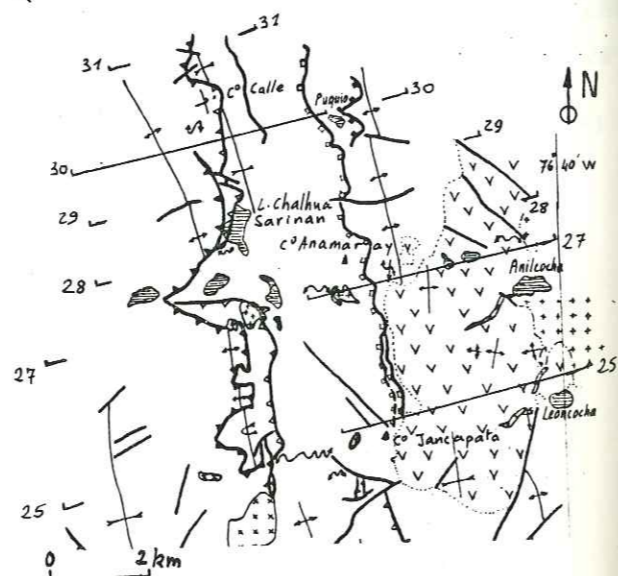 31
31
Cº Calle
30
N
Puquio
29
76º 40' W
30
L. Chalhua
Sarinan
28
29
Cº Anamaray
27
Anilcocha
28
27
25
Leoncocha
Cº Jancapata
25
0 2 km